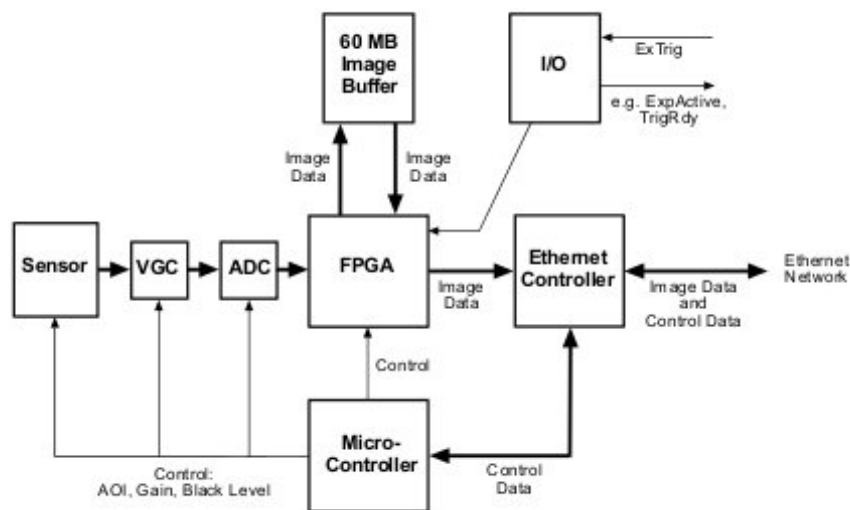 60 MB
Image
Buffer
I/O
ExTrig
e.g. ExpActive,
TrigRdy
Image
Data
Image
Data
Sensor
VGC
ADC
FPGA
Image
Data
Ethernet
Controller
Image Data
and
Control Data
Ethernet
Network
Control
Micro-
Controller
Control
Data
Control:
AOI, Gain, Black Level